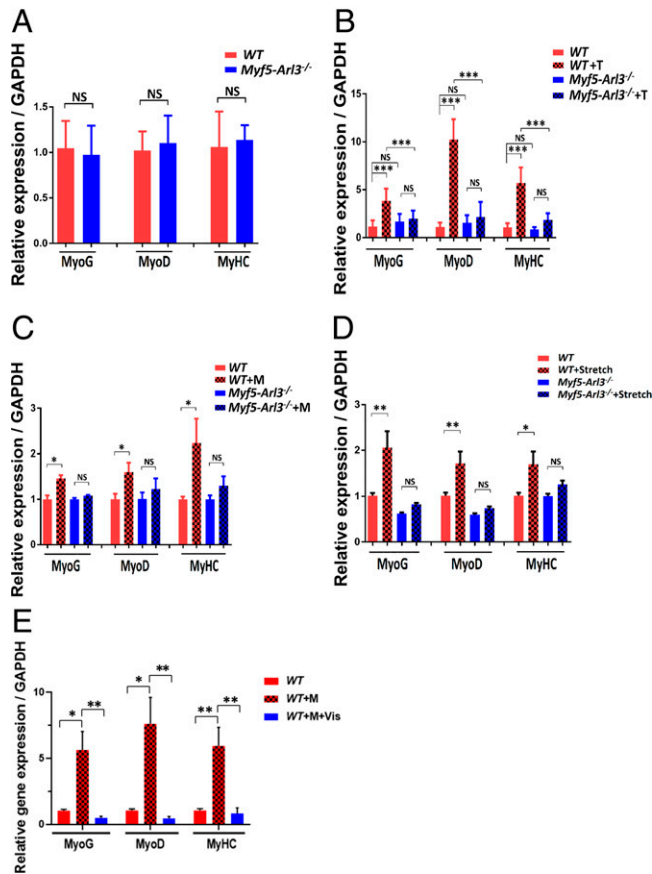 A
WT
Myf5-Arl3-/-
Relative expression / GAPDH
1.5
1.0
0.5
0.0
NS
NS
NS
MyoG
MyoD
MyHC
B
WT
WT+T
Myf5-Arl3-/-
Myf5-Arl3-/-+T
Relative expression / GAPDH
15
10
5
0
NS
***
***
NS
NS
***
***
NS
NS
***
***
NS
MyoG
MyoD
MyHC
C
WT
WT+M
Myf5-Arl3-/-
Myf5-Arl3-/-+M
Relative expression / GAPDH
3
2
1
0
*
NS
*
NS
*
NS
MyoG
MyoD
MyHC
D
WT
WT+Stretch
Myf5-Arl3-/-
Myf5-Arl3-/-+Stretch
Relative expression / GAPDH
3
2
1
0
**
NS
**
NS
*
NS
MyoG
MyoD
MyHC
E
WT
WT+M
WT+M+Vis
Relative gene expression / GAPDH
10
5
0
*
**
*
**
**
**
MyoG
MyoD
MyHC